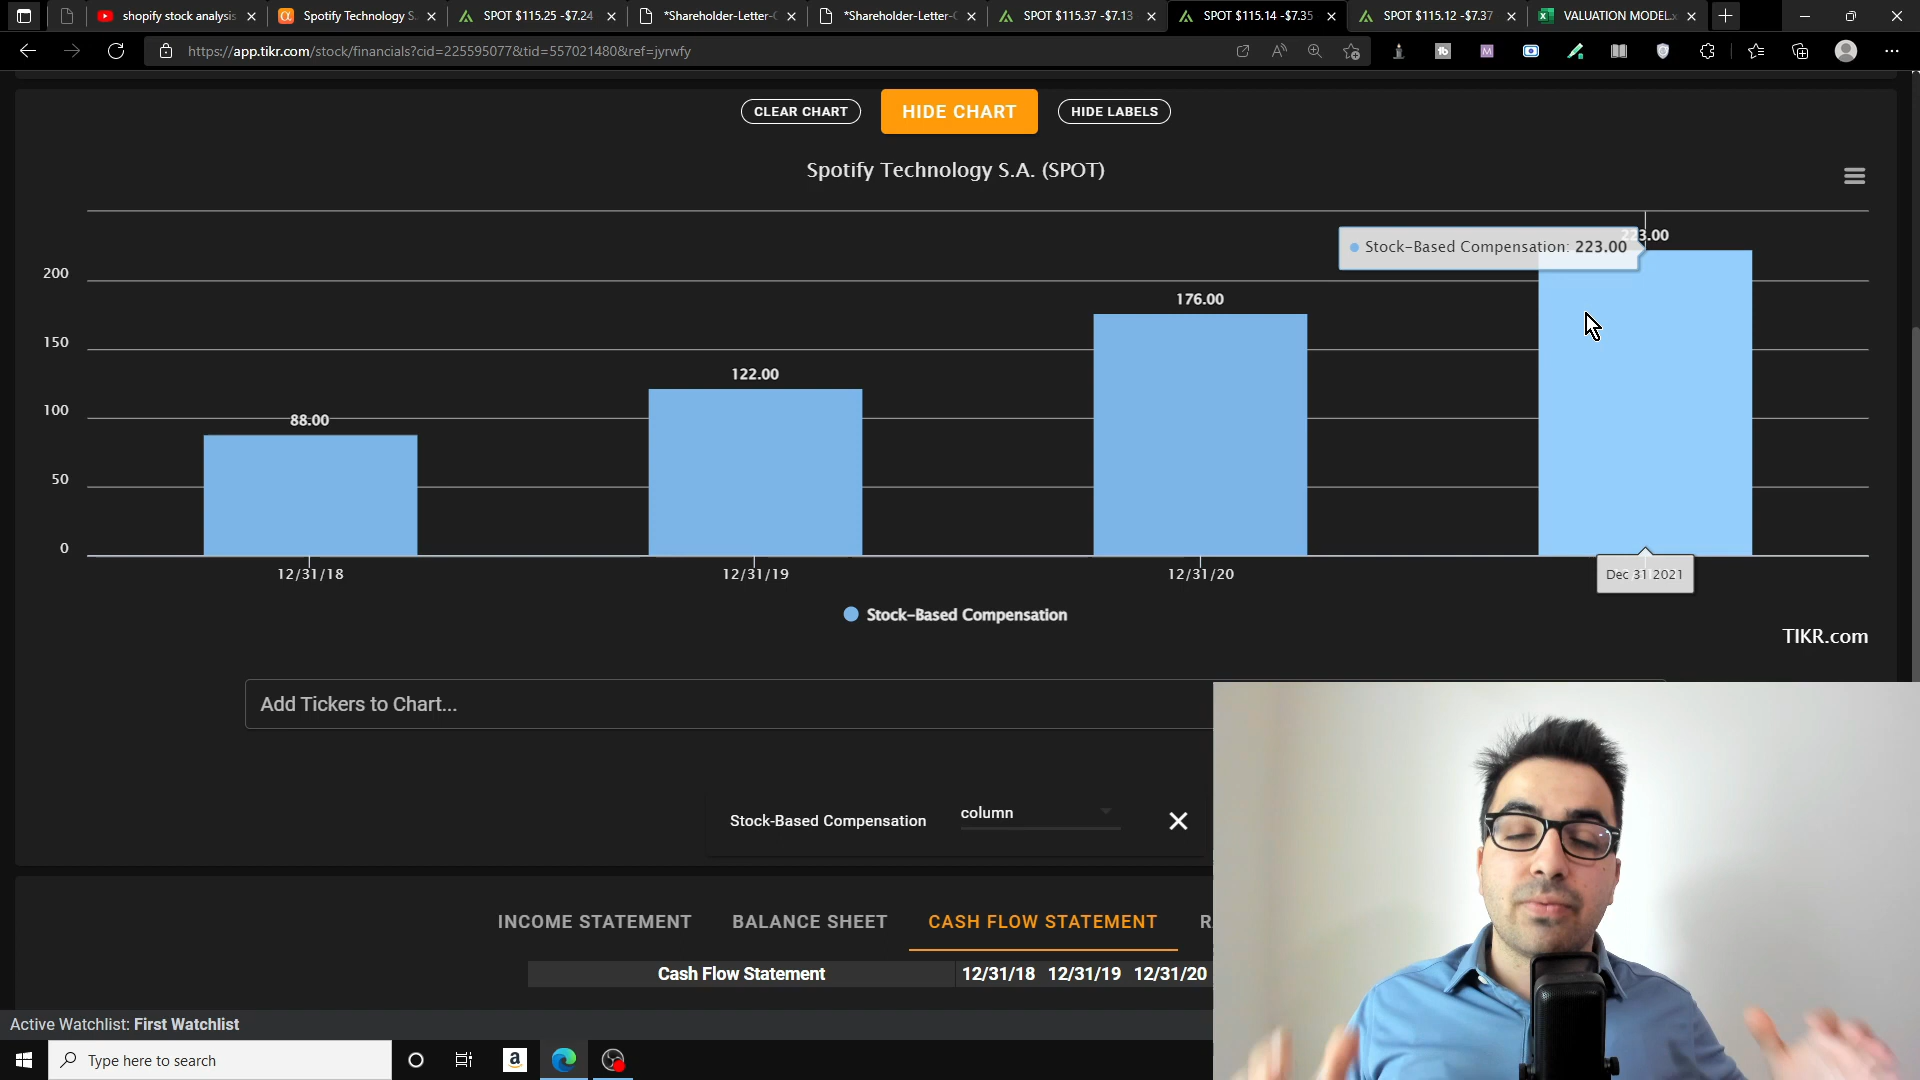 shopify stock analysis
Spotify Technology S.
SPOT $115.25 -$7.24
*Shareholder-Letter-
*Shareholder-Letter-
SPOT $115.37 -$7.13
SPOT $115.14 -$7.35
SPOT $115.12 -$7.37
VALUATION MODEL.
https://app.tikr.com/stock/financials?cid=225595077&tid=557021480&ref=jyrwfy
CLEAR CHART
HIDE CHART
HIDE LABELS
Spotify Technology S.A. (SPOT)
Stock-Based Compensation: 223.00
223.00
200
176.00
150
122.00
100
88.00
50
0
12/31/18
12/31/19
12/31/20
Dec 31 2021
Stock-Based Compensation
TIKR.com
Add Tickers to Chart...
Stock-Based Compensation
column
INCOME STATEMENT
BALANCE SHEET
CASH FLOW STATEMENT
R
Cash Flow Statement
12/31/18 12/31/19 12/31/20
Active Watchlist: First Watchlist
Type here to search